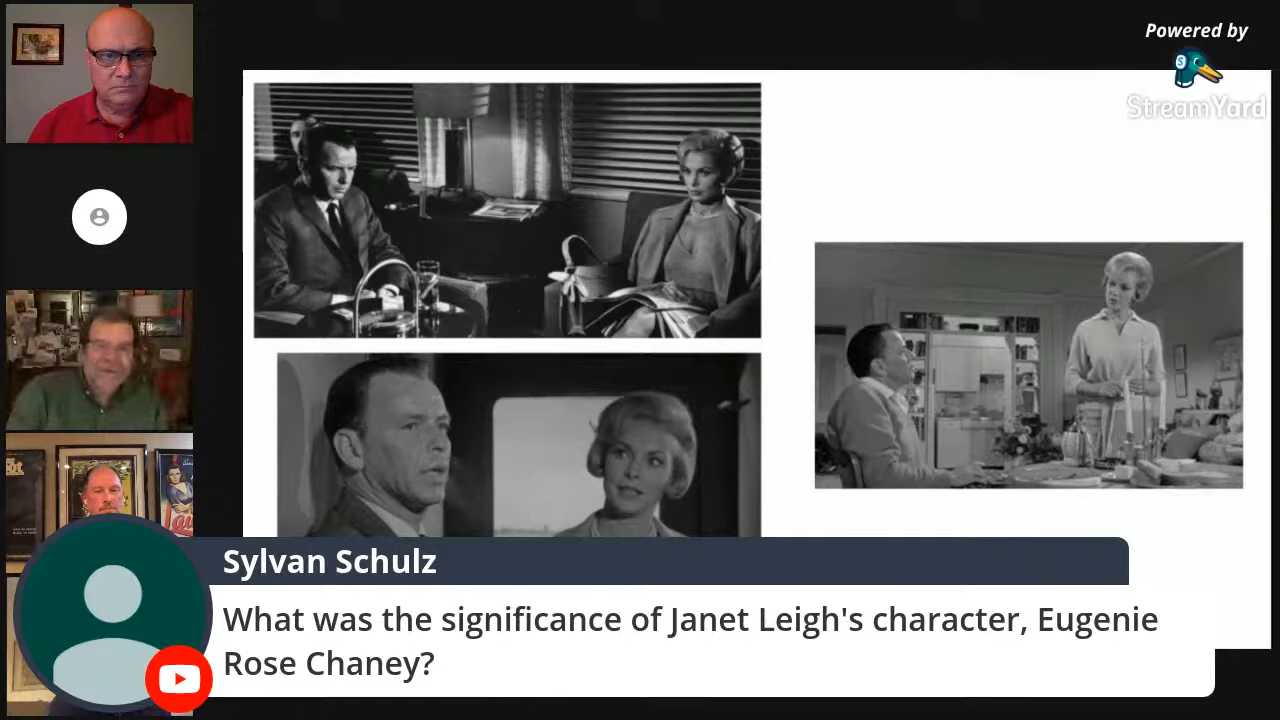 Powered by
StreamYard
Sylvan Schulz
What was the significance of Janet Leigh's character, Eugenie
Rose Chaney?